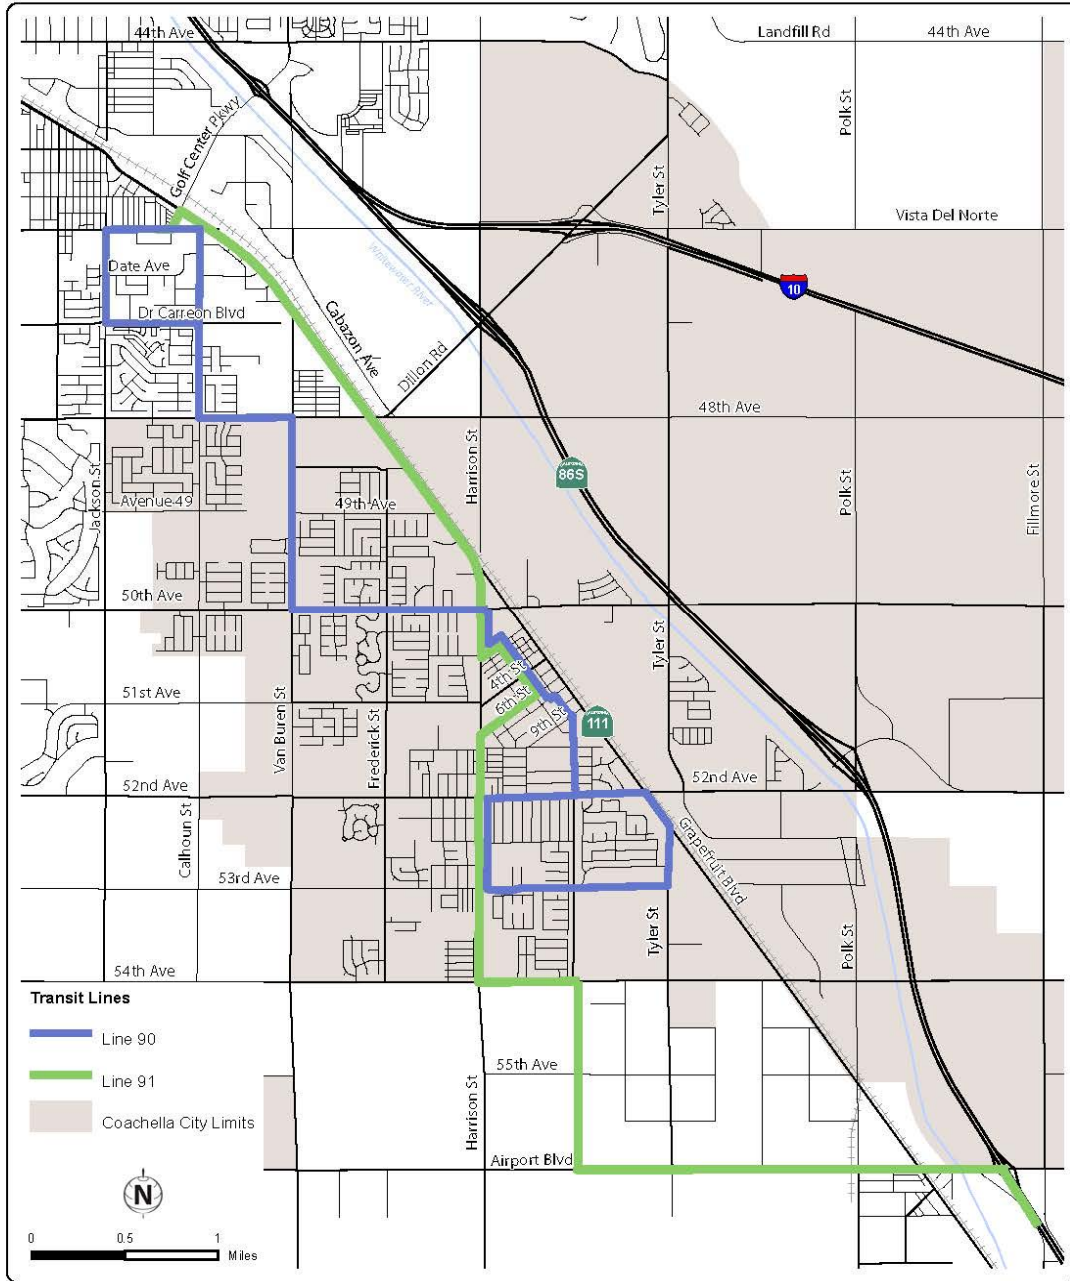 44th Ave
Landfill Rd
44th Ave
Golf Center Pkwy
Polk St
Tyler St
Vista Del Norte
Whitewater River
Date Ave
10
Dr Carreon Blvd
Cabazon Ave
Dillon Rd
48th Ave
Harrison St
CALIFORNIA
86S
Jackson St
Avenue 49
49th Ave
Polk St
Fillmore St
50th Ave
Tyler St
4th St
51st Ave
6th St
9th St
CALIFORNIA
111
Van Buren St
Frederick St
52nd Ave
52nd Ave
Calhoun St
Grapefruit Blvd
53rd Ave
Tyler St
Polk St
54th Ave
Transit Lines
Line 90
Line 91
Coachella City Limits
55th Ave
Harrison St
Airport Blvd
N
0 0.5 1
Miles